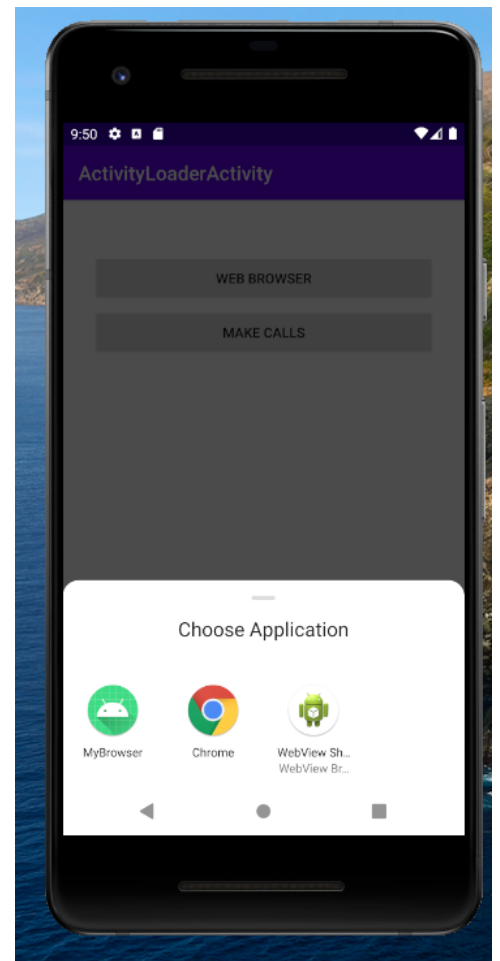 9:50
ActivityLoaderActivity
WEB BROWSER
MAKE CALLS
Choose Application
MyBrowser
Chrome
WebView Sh...
WebView Br...